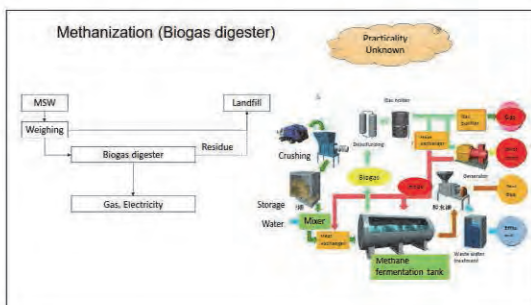 Methanization (Biogas digester)
Practicality
Unknown
MSW
Landfill
Weighing
Residue
Biogas digester
Gas, Electricity
Gas holder
Desulfurizing
Crushing
Heat
exchanger
Generator
Biogas
Storage
Water
Mixer
Heat
exchanger
Methane
fermentation tank
Waste water
treatment